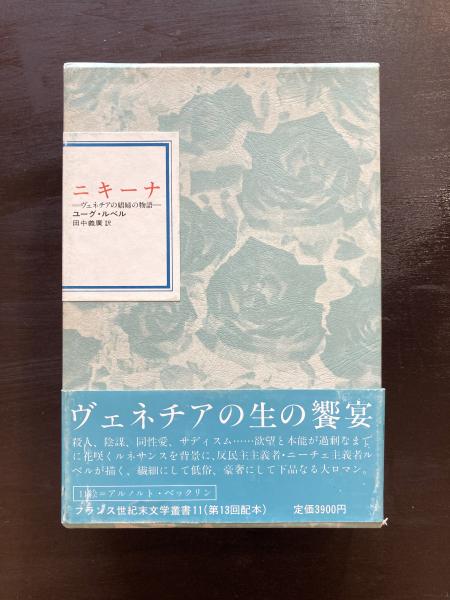 ニキーナ
―ヴェネチアの娼婦の物語―
ユーグ・ルベル
田中義廣 訳
ヴェネチアの生の饗宴
殺人、陰謀、同性愛、サディスム……欲望と本能が過剰なまで
に花咲くルネサンスを背景に、反民主主義者・ニーチェ主義者ル
ベルが描く、繊細にして低俗、豪奢にして下品な大ロマン。
口絵=アルノルト・ベックリン
フランス世紀末文学叢書11(第13回配本) 定価3900円